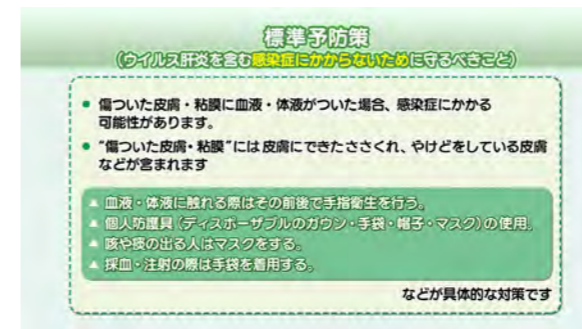 標準予防策
(ウイルス肝炎を含む感染症にかからないために守るべきこと)
● 傷ついた皮膚・粘膜に血液・体液がついた場合、感染症にかかる
可能性があります。
● “傷ついた皮膚・粘膜”には皮膚にできたささくれ、やけどをしている皮膚
などが含まれます
▲ 血液・体液に触れる際はその前後で手指衛生を行う。
▲ 個人防護具（ディスポーザブルのガウン・手袋・帽子・マスク）の使用。
▲ 咳や痰の出る人はマスクをする。
▲ 採血・注射の際は手袋を着用する。
などが具体的な対策です